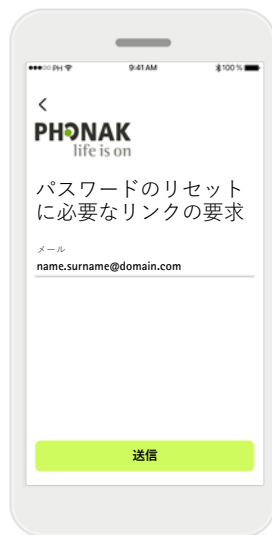 PH 9:41 AM 100 %
PHONAK
life is on
パスワードのリセット
に必要なリンクの要求
メール
name.surname@domain.com
送信